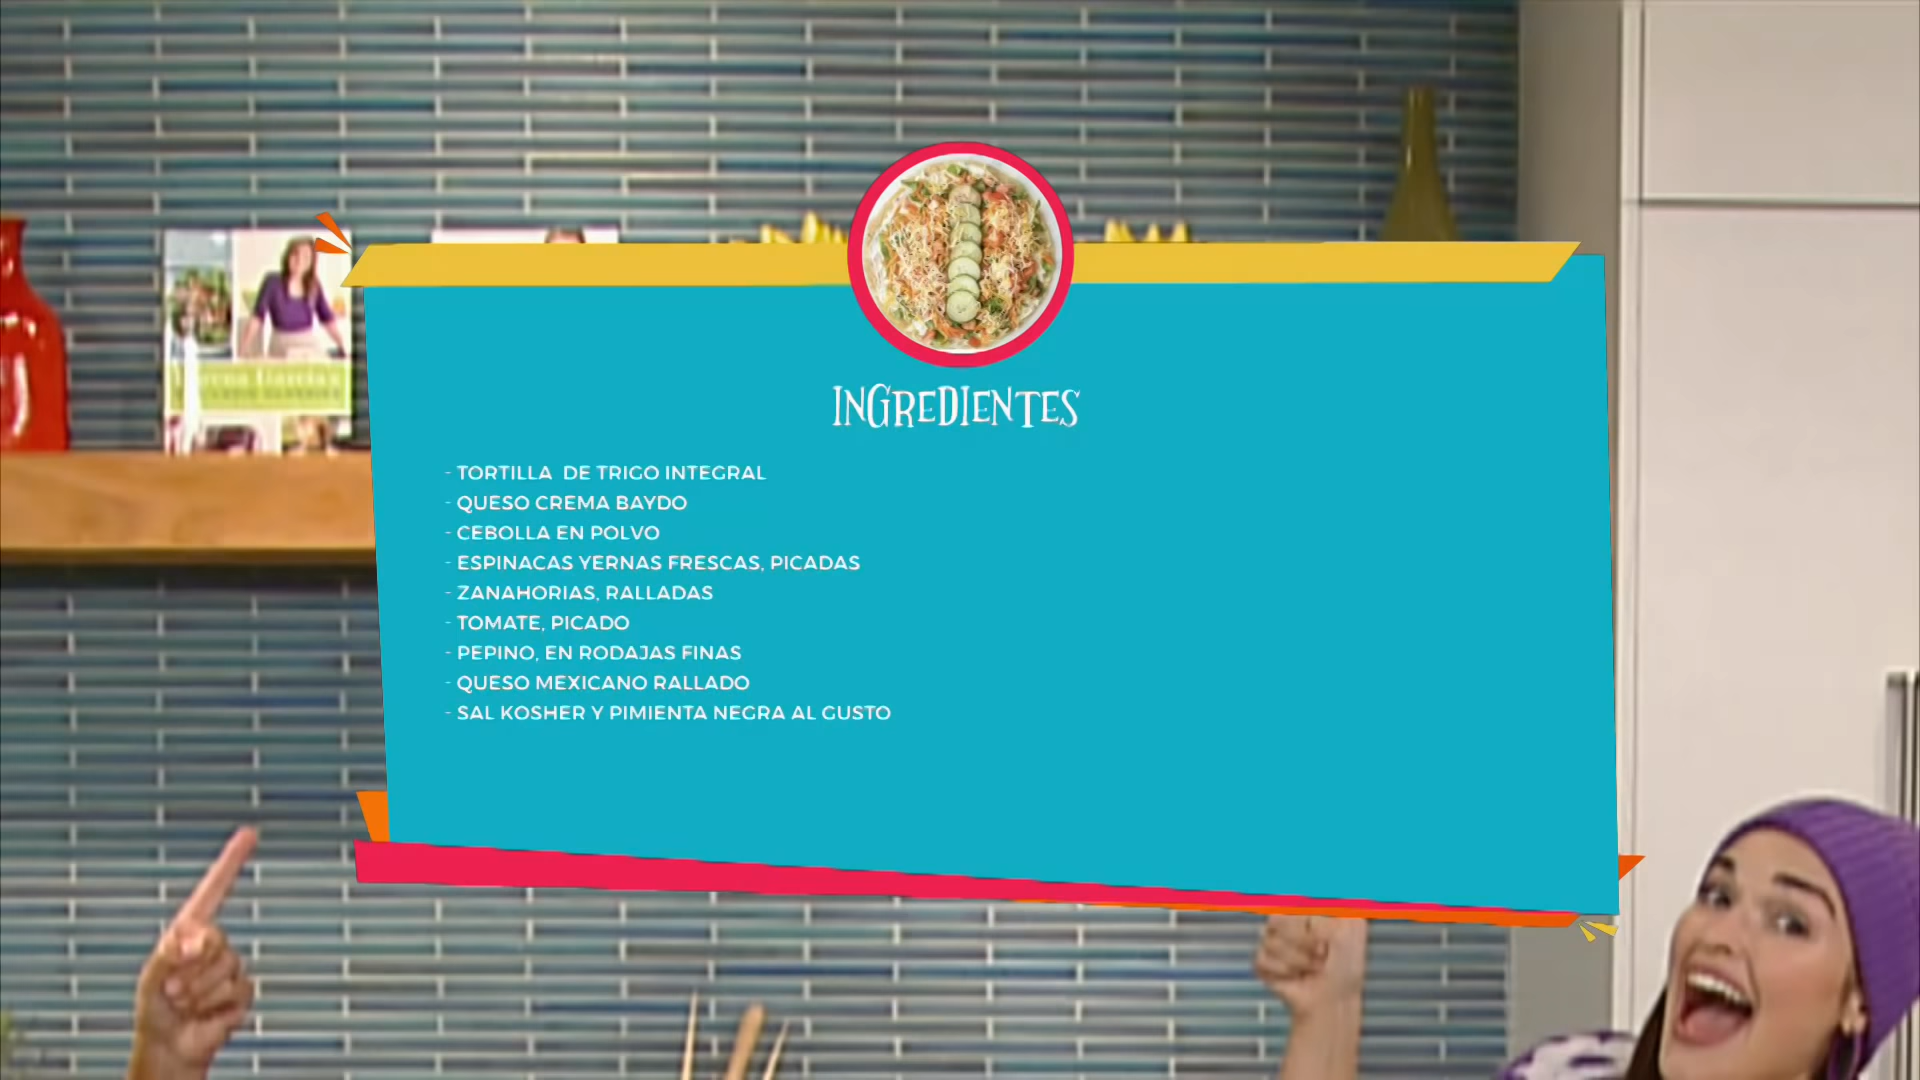 INGREDIENTES
- TORTILLA DE TRIGO INTEGRAL
- QUESO CREMA BAYDO
- CEBOLLA EN POLVO
- ESPINACAS YERNAS FRESCAS, PICADAS
- ZANAHORIAS, RALLADAS
- TOMATE, PICADO
- PEPINO, EN RODAJAS FINAS
- QUESO MEXICANO RALLADO
- SAL KOSHER Y PIMIENTA NEGRA AL GUSTO